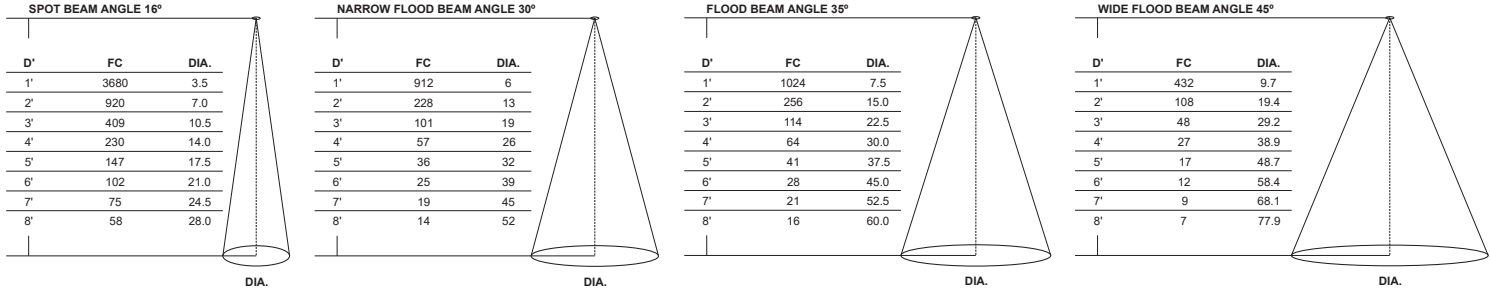 SPOT BEAM ANGLE 16º
D' FC DIA.
1' 3680 3.5
2' 920 7.0
3' 409 10.5
4' 230 14.0
5' 147 17.5
6' 102 21.0
7' 75 24.5
8' 58 28.0
DIA.
NARROW FLOOD BEAM ANGLE 30º
D' FC DIA.
1' 912 6
2' 228 13
3' 101 19
4' 57 26
5' 36 32
6' 25 39
7' 19 45
8' 14 52
DIA.
FLOOD BEAM ANGLE 35º
D' FC DIA.
1' 1024 7.5
2' 256 15.0
3' 114 22.5
4' 64 30.0
5' 41 37.5
6' 28 45.0
7' 21 52.5
8' 16 60.0
DIA.
WIDE FLOOD BEAM ANGLE 45º
D' FC DIA.
1' 432 9.7
2' 108 19.4
3' 48 29.2
4' 27 38.9
5' 17 48.7
6' 12 58.4
7' 9 68.1
8' 7 77.9
DIA.